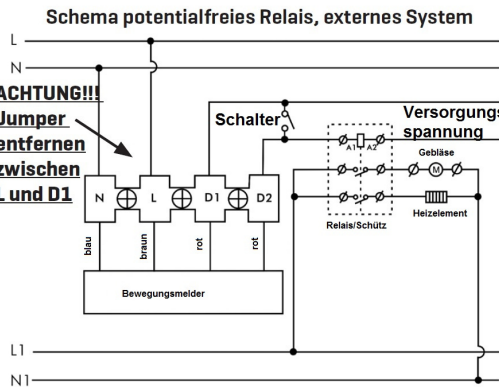 Schema potentialfreies Relais, externes System
L
N
ACHTUNG!!!
Jumper
entfernen
zwischen
L und D1
Schalter
Versorgungs
spannung
A1 A2
Gebläse
M
N L D1 D2
Heizelement
Relais/Schütz
blau
braun
rot
rot
Bewegungsmelder
L1
N1